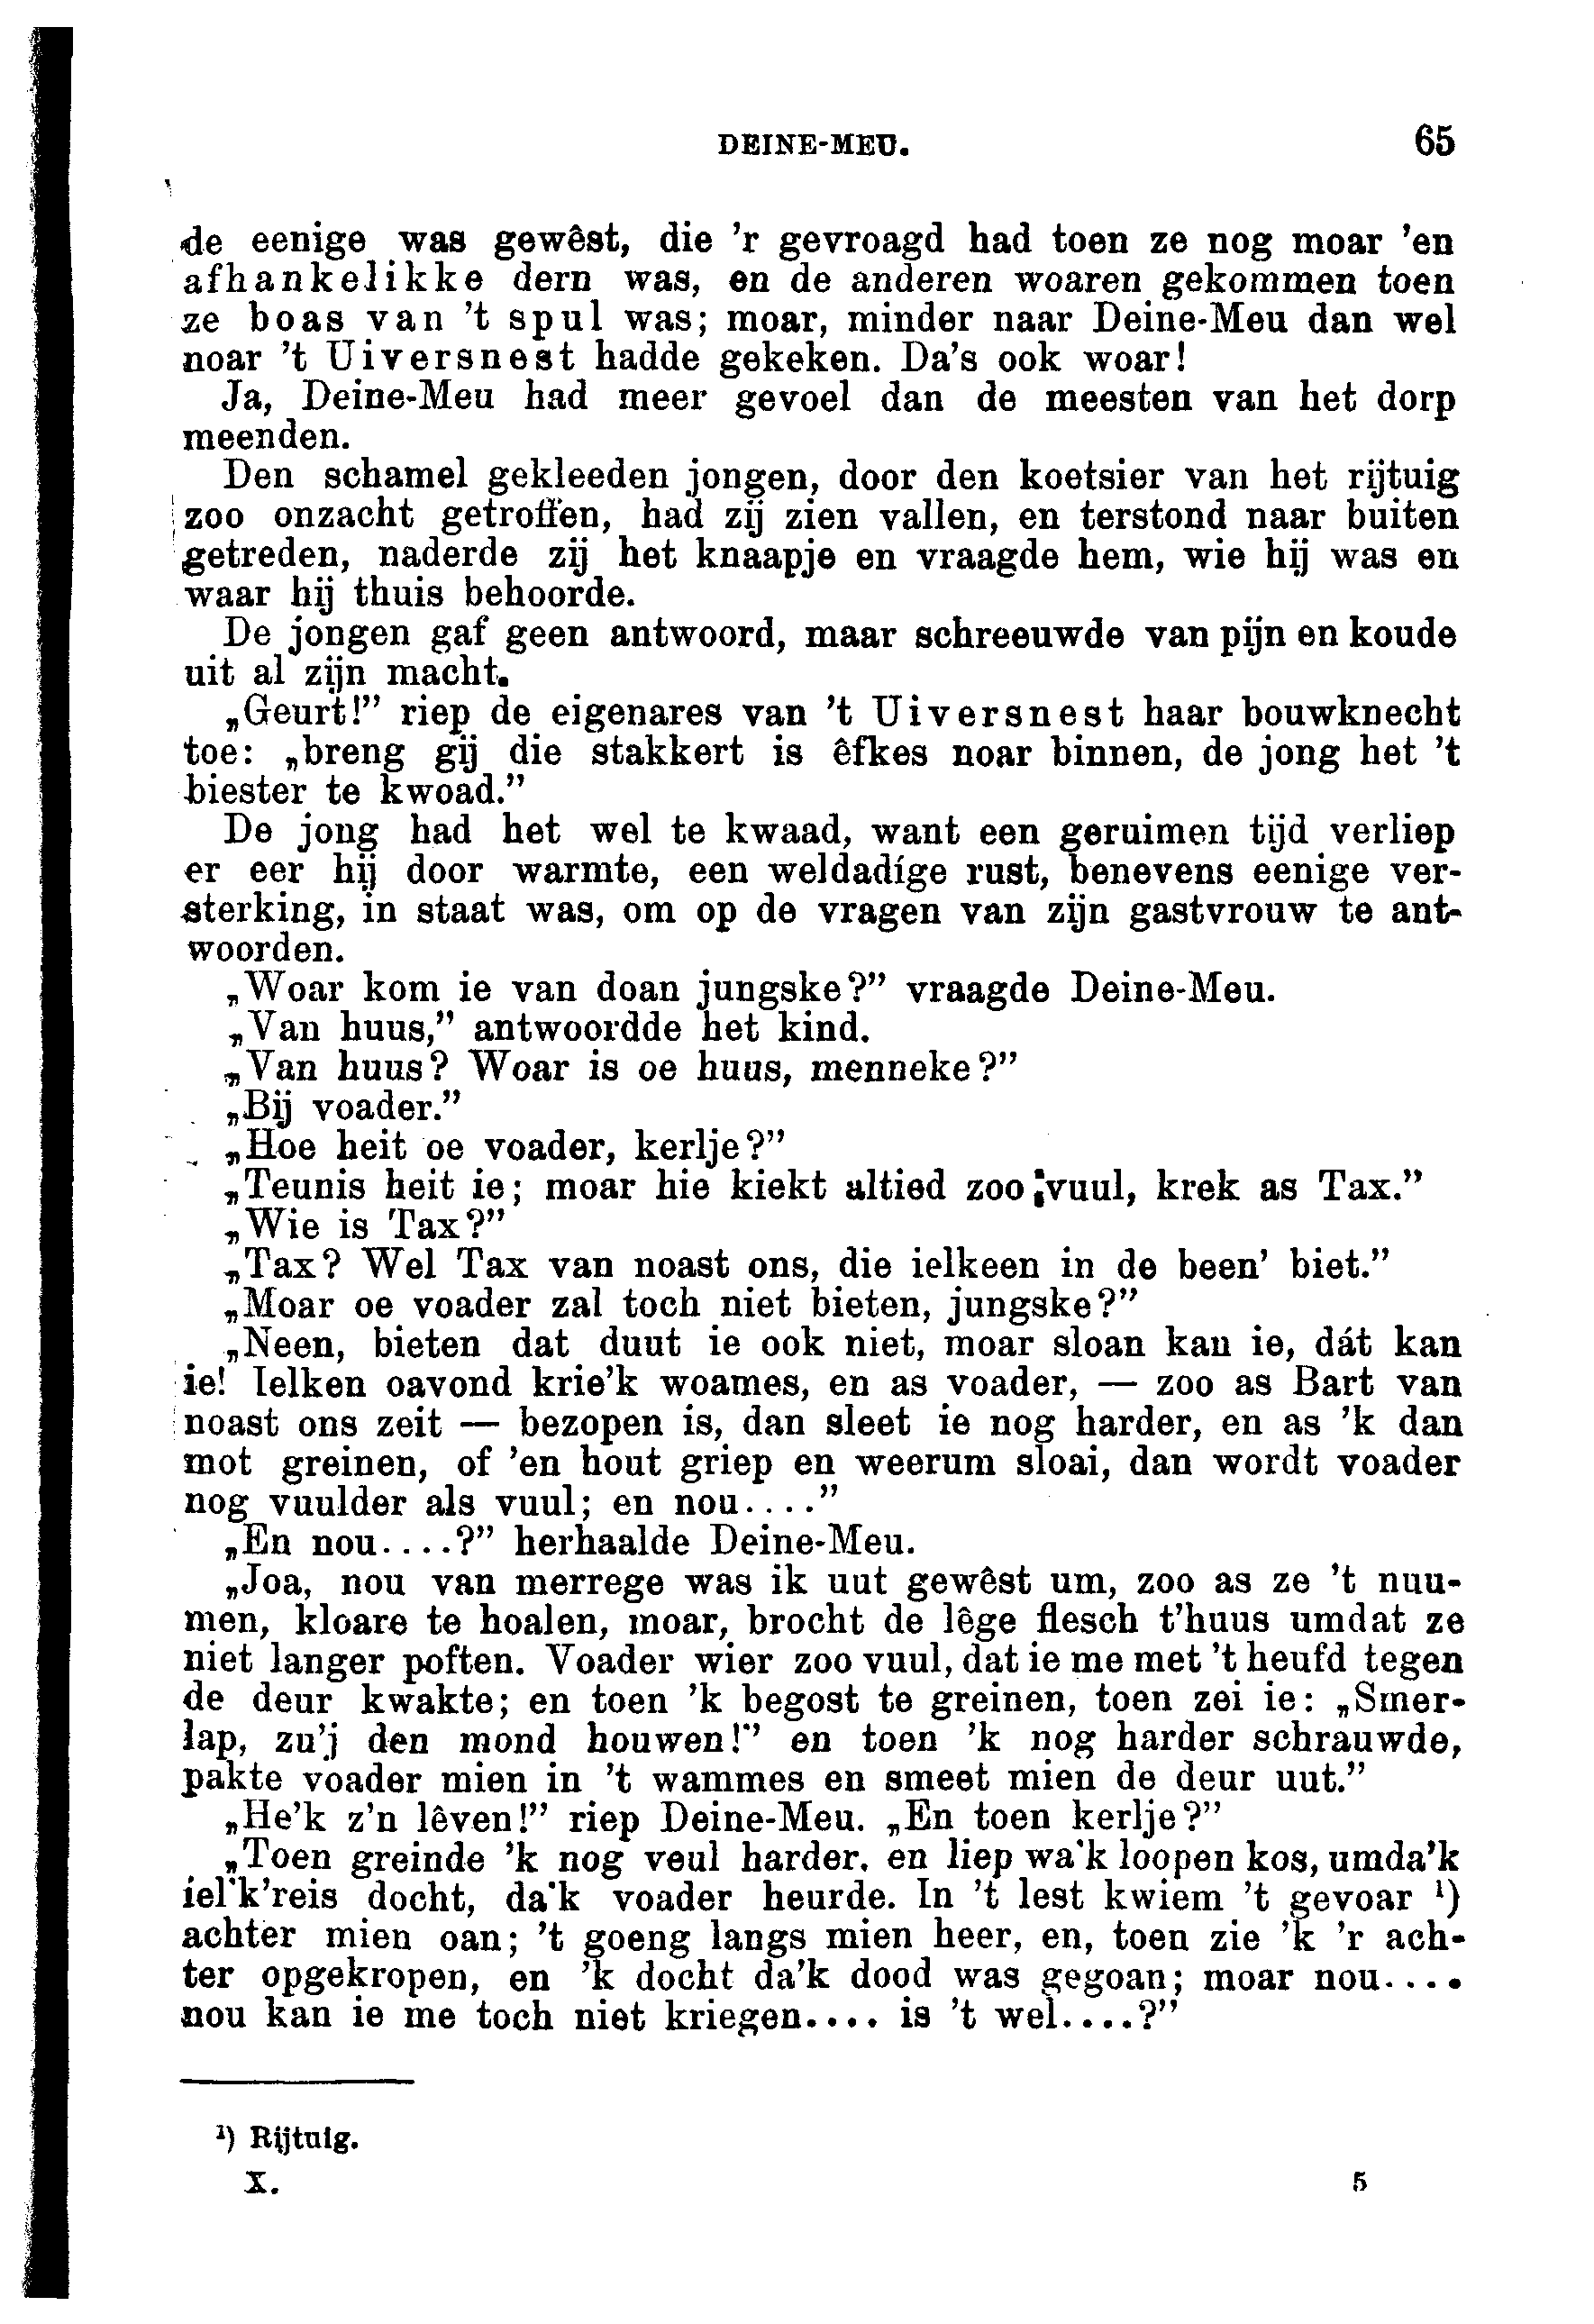 DEINE-MEU. 65
de eenige was gewêst, die 'r gevroagd had toen ze nog moar 'en
afhankelikke dern was, en de anderen woaren gekommen toen
ze boas van 't spul was; moar, minder naar Deine-Meu dan wel
noar 't Uiversnest hadde gekeken. Da's ook woar!
Ja, Deine-Meu had meer gevoel dan de meesten van het dorp
meenden.
Den schamel gekleeden jongen, door den koetsier van het rijtuig
zoo onzacht getroffen, had zij zien vallen, en terstond naar buiten
getreden, naderde zij het knaapje en vraagde hem, wie hij was en
waar hij thuis behoorde.
De jongen gaf geen antwoord, maar schreeuwde van pijn en koude
uit al zijn macht.
„Geurt!” riep de eigenares van 't Uiversnest haar bouwknecht
toe: „breng gij die stakkert is êfkes noar binnen, de jong het 't
biester te kwoad.”
De jong had het wel te kwaad, want een geruimen tijd verliep
er eer hij door warmte, een weldadíge rust, benevens eenige ver-
sterking, in staat was, om op de vragen van zijn gastvrouw te ant-
woorden.
„Woar kom ie van doan jungske?” vraagde Deine-Meu.
„Van huus,” antwoordde het kind.
„Van huus? Woar is oe huus, menneke?”
„Bij voader.”
„Hoe heit oe voader, kerlje?”
„Teunis heit ie; moar hie kiekt altied zoo vuul, krek as Tax.”
„Wie is Tax?”
„Tax? Wel Tax van noast ons, die ielkeen in de been' biet.”
„Moar oe voader zal toch niet bieten, jungske?”
„Neen, bieten dat duut ie ook niet, moar sloan kan ie, dát kan
ie! Ielken oavond krie'k woames, en as voader, — zoo as Bart van
noast ons zeit — bezopen is, dan sleet ie nog harder, en as 'k dan
mot greinen, of 'en hout griep en weerum sloai, dan wordt voader
nog vuulder als vuul; en nou....”
„En nou....?” herhaalde Deine-Meu.
„Joa, nou van merrege was ik uut gewêst um, zoo as ze 't nuu-
men, kloare te hoalen, moar, brocht de lêge flesch t'huus umdat ze
niet langer poften. Voader wier zoo vuul, dat ie me met 't heufd tegen
de deur kwakte; en toen 'k begost te greinen, toen zei ie: „Smer-
lap, zu'j den mond houwen!” en toen 'k nog harder schrauwde,
pakte voader mien in 't wammes en smeet mien de deur uut.”
„He'k z'n lêven!” riep Deine-Meu. „En toen kerlje?”
„Toen greinde 'k nog veul harder, en liep wa'k loopen kos, umda'k
iel'k'reis docht, da'k voader heurde. In 't lest kwiem 't gevoar ¹)
achter mien oan; 't goeng langs mien heer, en, toen zie 'k 'r ach-
ter opgekropen, en 'k docht da'k dood was gegoan; moar nou....
nou kan ie me toch niet kriegen.... is 't wel....?”
¹) Rijtuig.
X. 5